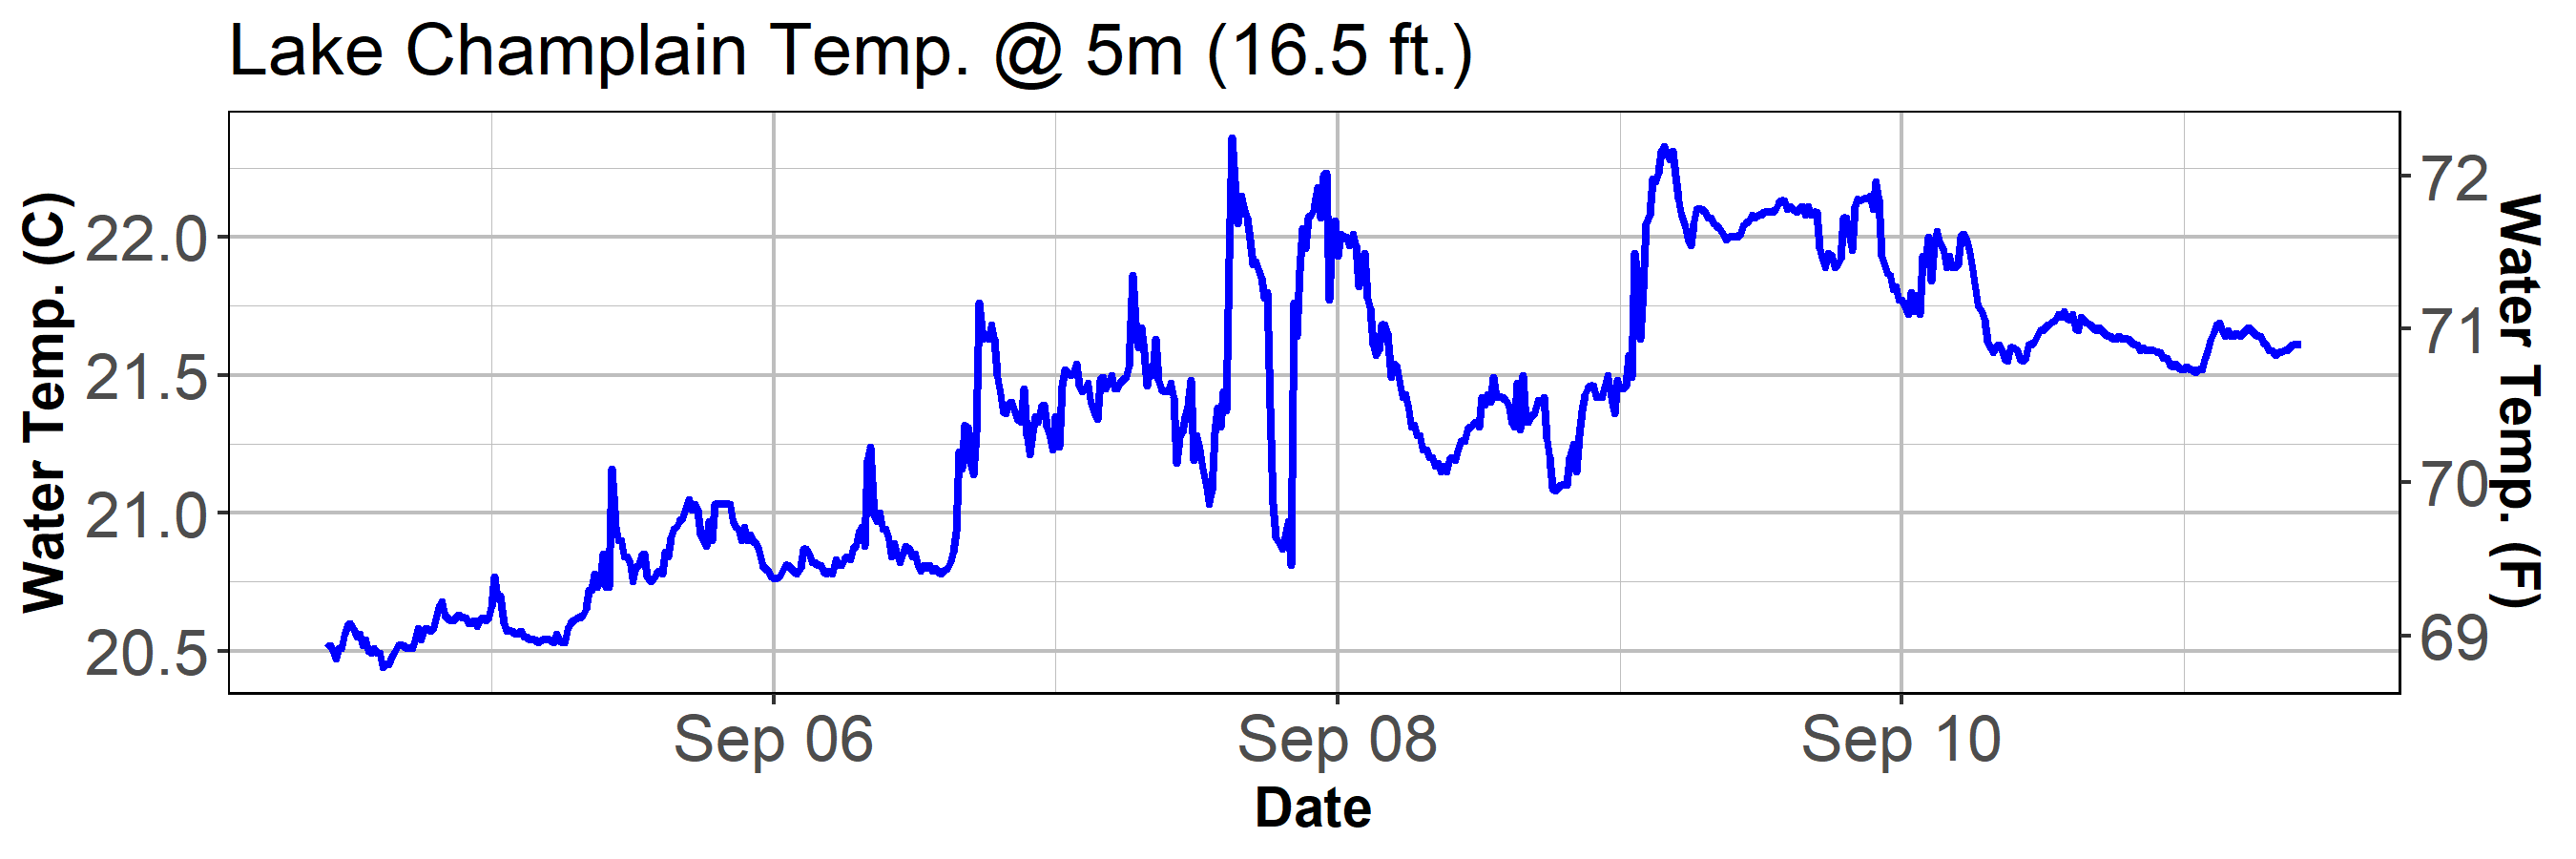 Lake Champlain Temp. @ 5m (16.5 ft.)
Water Temp. (C)
22.0
21.5
21.0
20.5
72
71
70
69
Water Temp. (F)
Sep 06
Sep 08
Sep 10
Date